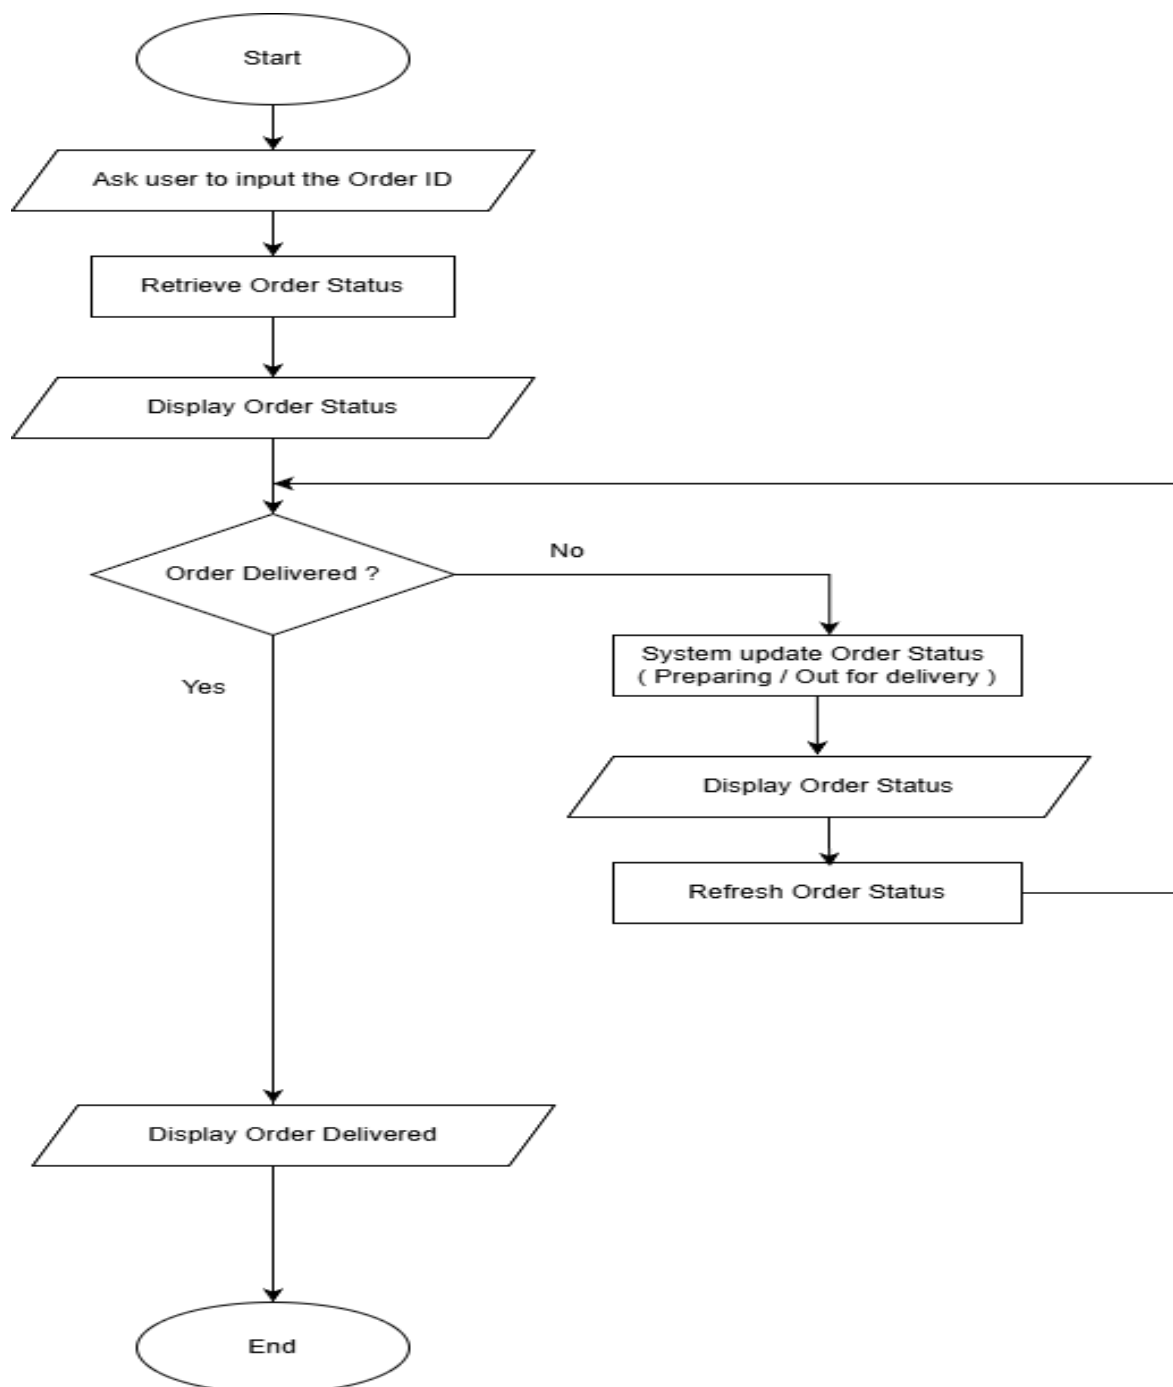 Start
Ask user to input the Order ID
Retrieve Order Status
Display Order Status
Order Delivered ?
No
System update Order Status
( Preparing / Out for delivery )
Yes
Display Order Status
Refresh Order Status
Display Order Delivered
End